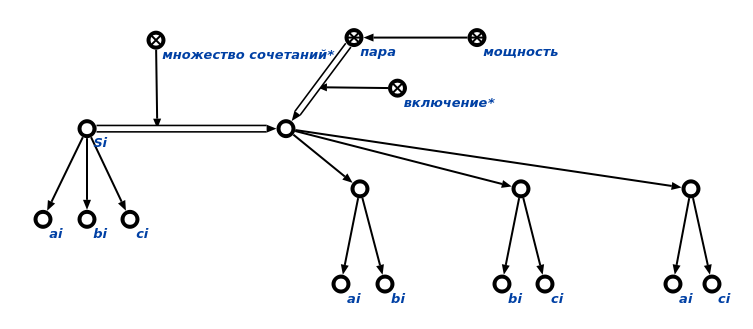 множество сочетаний*
пара
мощность
включение*
Si
ai
bi
ci
ai
bi
bi
ci
ai
ci